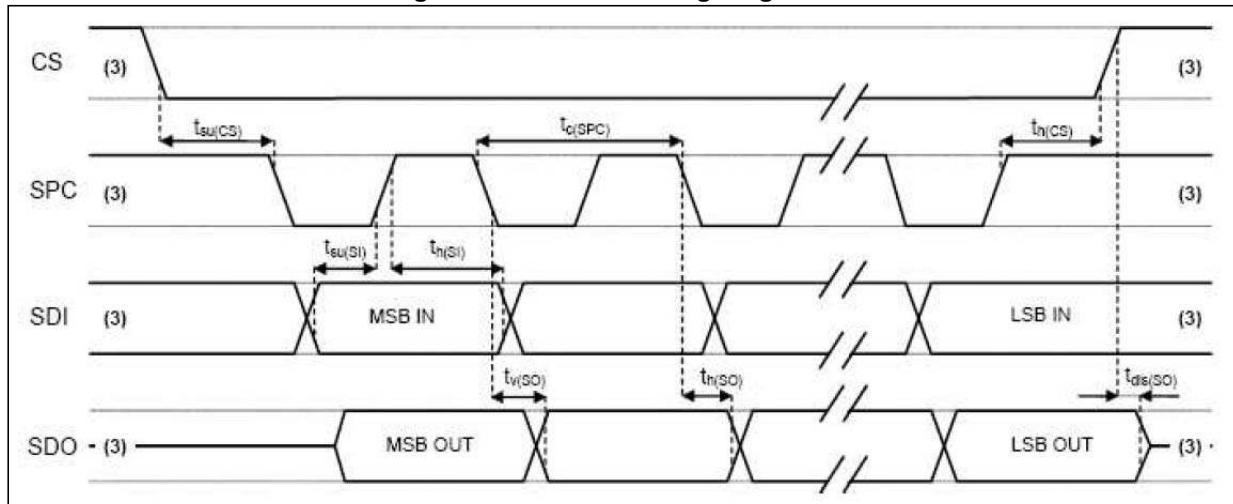 CS (3) (3)
tsu(CS) tc(SPC) th(CS)
SPC (3) (3)
tsu(SI) th(SI)
SDI (3) MSB IN LSB IN (3)
tv(SO) th(SO) tdis(SO)
SDO (3) MSB OUT LSB OUT (3)